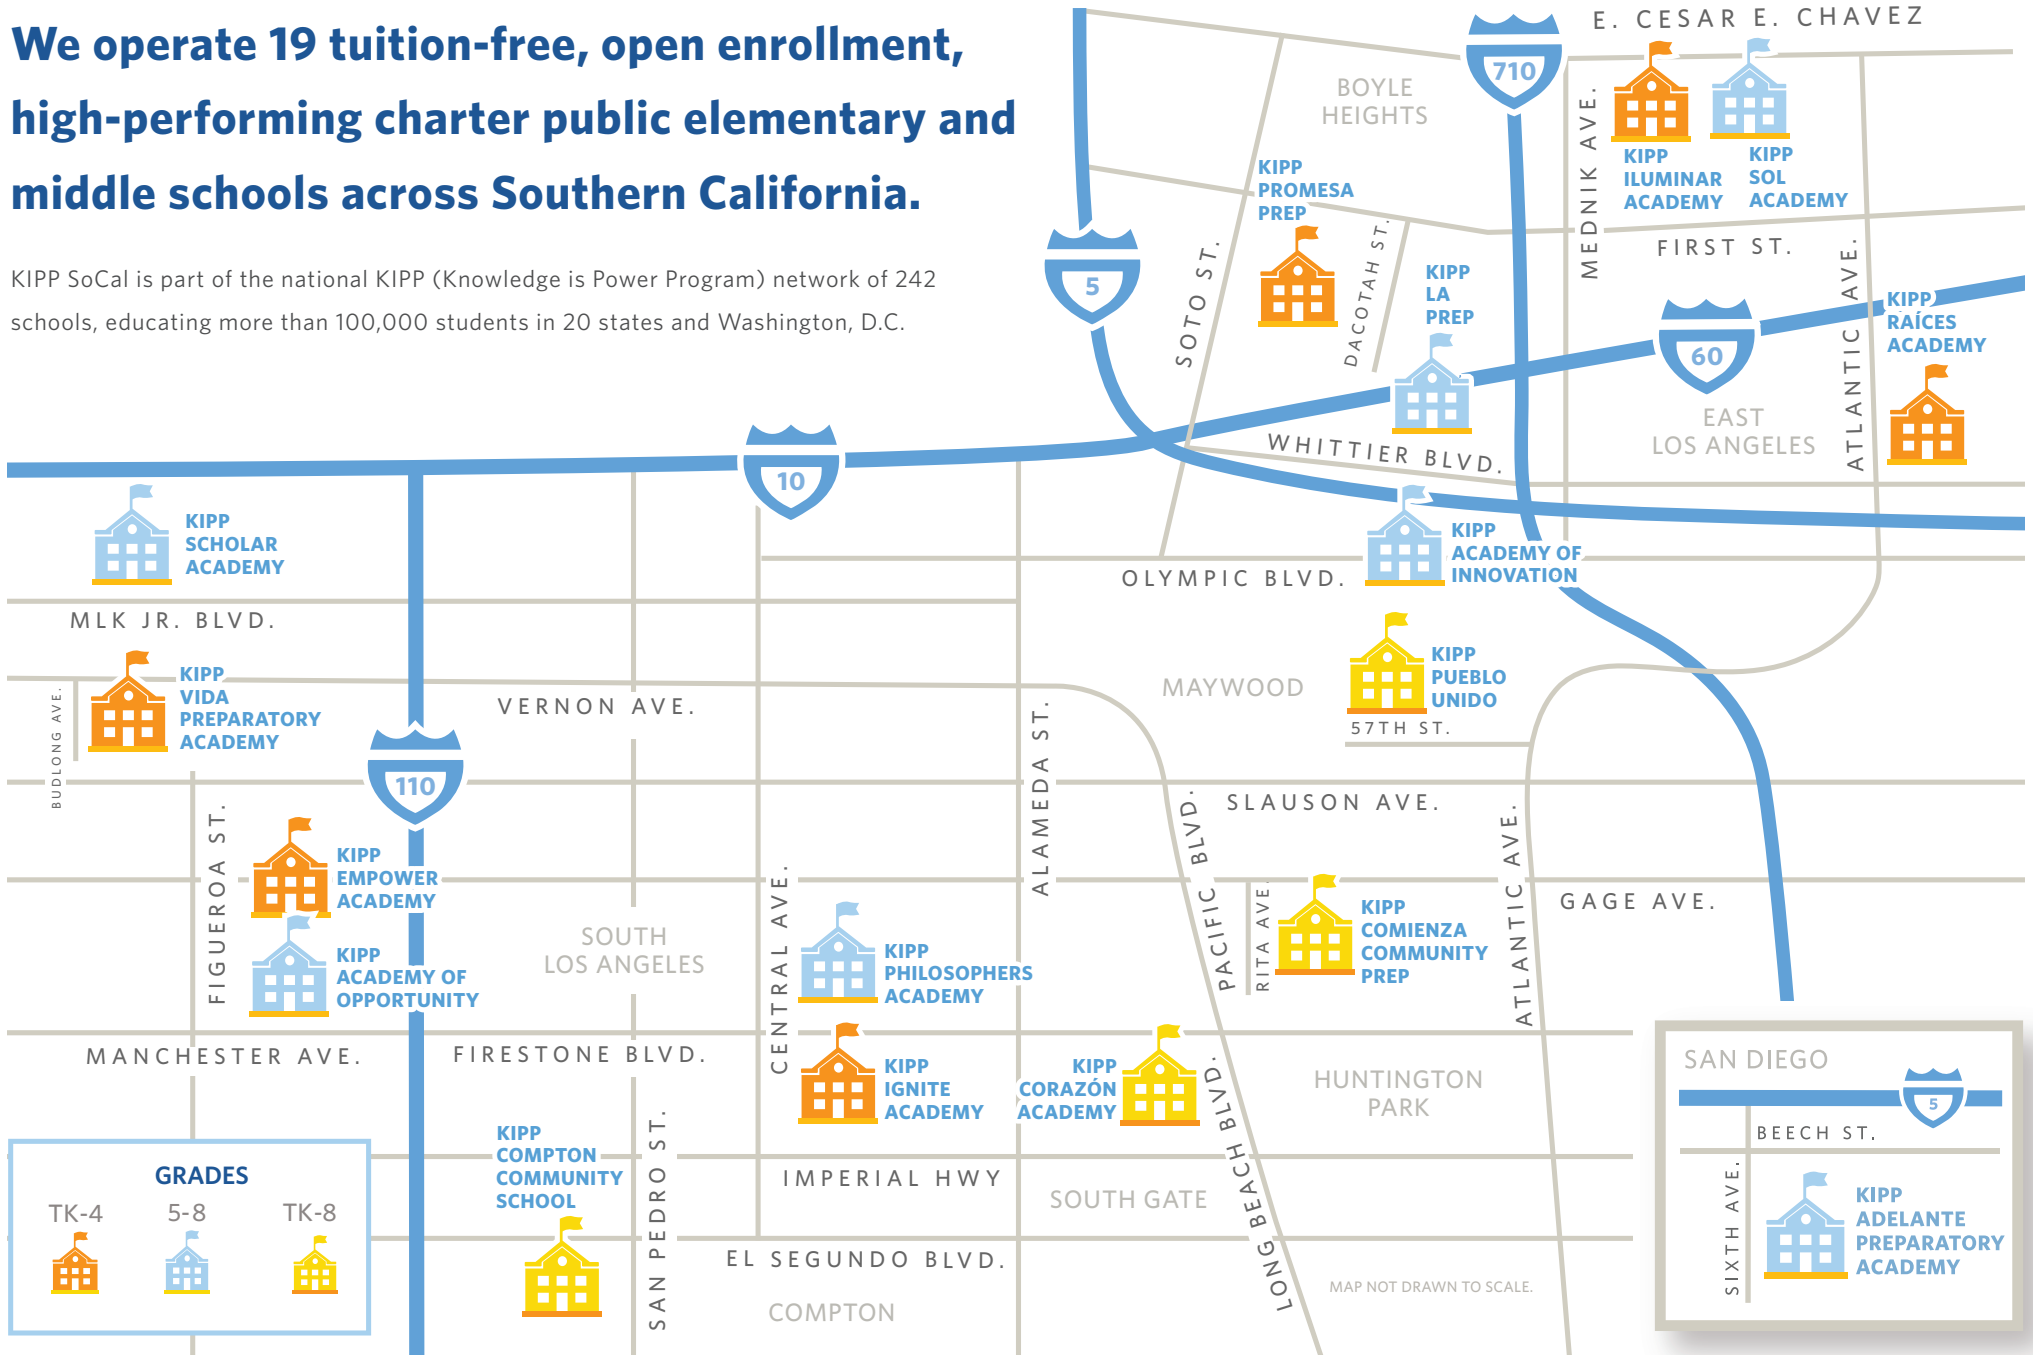 We operate 19 tuition-free, open enrollment,
high-performing charter public elementary and
middle schools across Southern California.
KIPP SoCal is part of the national KIPP (Knowledge is Power Program) network of 242
schools, educating more than 100,000 students in 20 states and Washington, D.C.
E. CESAR E. CHAVEZ
710
BOYLE
HEIGHTS
MEDNIK AVE.
KIPP
ILUMINAR
ACADEMY
KIPP
SOL
ACADEMY
KIPP
PROMESA
PREP
FIRST ST.
SOTO ST.
DACOTAH ST.
5
KIPP
LA
PREP
60
ATLANTIC AVE.
KIPP
RAÍCES
ACADEMY
EAST
LOS ANGELES
WHITTIER BLVD.
10
KIPP
SCHOLAR
ACADEMY
KIPP
ACADEMY OF
INNOVATION
OLYMPIC BLVD.
MLK JR. BLVD.
KIPP
VIDA
PREPARATORY
ACADEMY
BUDLONG AVE.
VERNON AVE.
MAYWOOD
KIPP
PUEBLO
UNIDO
57TH ST.
110
ALAMEDA ST.
SLAUSON AVE.
PACIFIC BLVD.
ATLANTIC AVE.
FIGUEROA ST.
KIPP
EMPOWER
ACADEMY
KIPP
ACADEMY OF
OPPORTUNITY
SOUTH
LOS ANGELES
CENTRAL AVE.
KIPP
PHILOSOPHERS
ACADEMY
RITA AVE.
KIPP
COMIENZA
COMMUNITY
PREP
GAGE AVE.
MANCHESTER AVE.
FIRESTONE BLVD.
KIPP
IGNITE
ACADEMY
KIPP
CORAZÓN
ACADEMY
LONG BEACH BLVD.
HUNTINGTON
PARK
KIPP
COMPTON
COMMUNITY
SCHOOL
SAN PEDRO ST.
IMPERIAL HWY
SOUTH GATE
EL SEGUNDO BLVD.
COMPTON
MAP NOT DRAWN TO SCALE.
GRADES
TK-4
5-8
TK-8
SAN DIEGO
5
BEECH ST.
SIXTH AVE.
KIPP
ADELANTE
PREPARATORY
ACADEMY